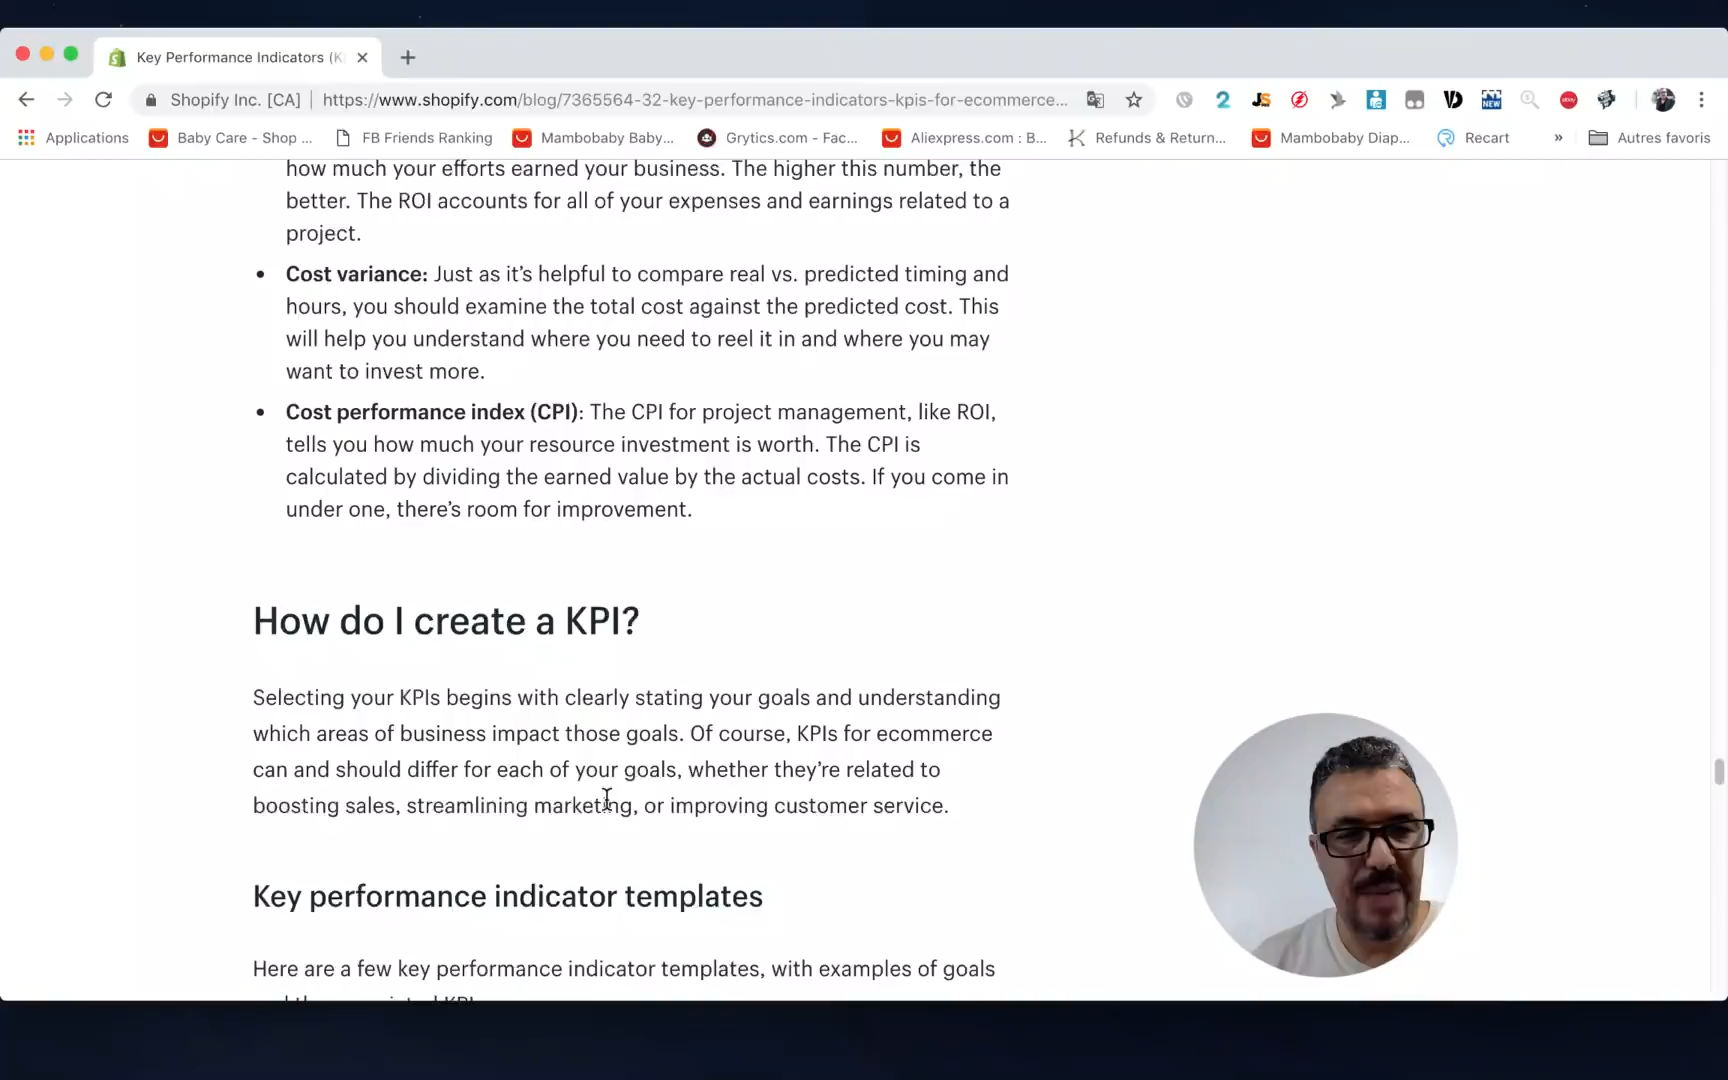 Key Performance Indicators (K
Shopify Inc. [CA] | https://www.shopify.com/blog/7365564-32-key-performance-indicators-kpis-for-ecommerce...
Applications
Baby Care - Shop ...
FB Friends Ranking
Mambobaby Baby...
Grytics.com - Fac...
Aliexpress.com : B...
Refunds & Return...
Mambobaby Diap...
Recart
»
Autres favoris
how much your efforts earned your business. The higher this number, the
better. The ROI accounts for all of your expenses and earnings related to a
project.
• Cost variance: Just as it’s helpful to compare real vs. predicted timing and
hours, you should examine the total cost against the predicted cost. This
will help you understand where you need to reel it in and where you may
want to invest more.
• Cost performance index (CPI): The CPI for project management, like ROI,
tells you how much your resource investment is worth. The CPI is
calculated by dividing the earned value by the actual costs. If you come in
under one, there’s room for improvement.
How do I create a KPI?
Selecting your KPIs begins with clearly stating your goals and understanding
which areas of business impact those goals. Of course, KPIs for ecommerce
can and should differ for each of your goals, whether they’re related to
boosting sales, streamlining marketing, or improving customer service.
Key performance indicator templates
Here are a few key performance indicator templates, with examples of goals